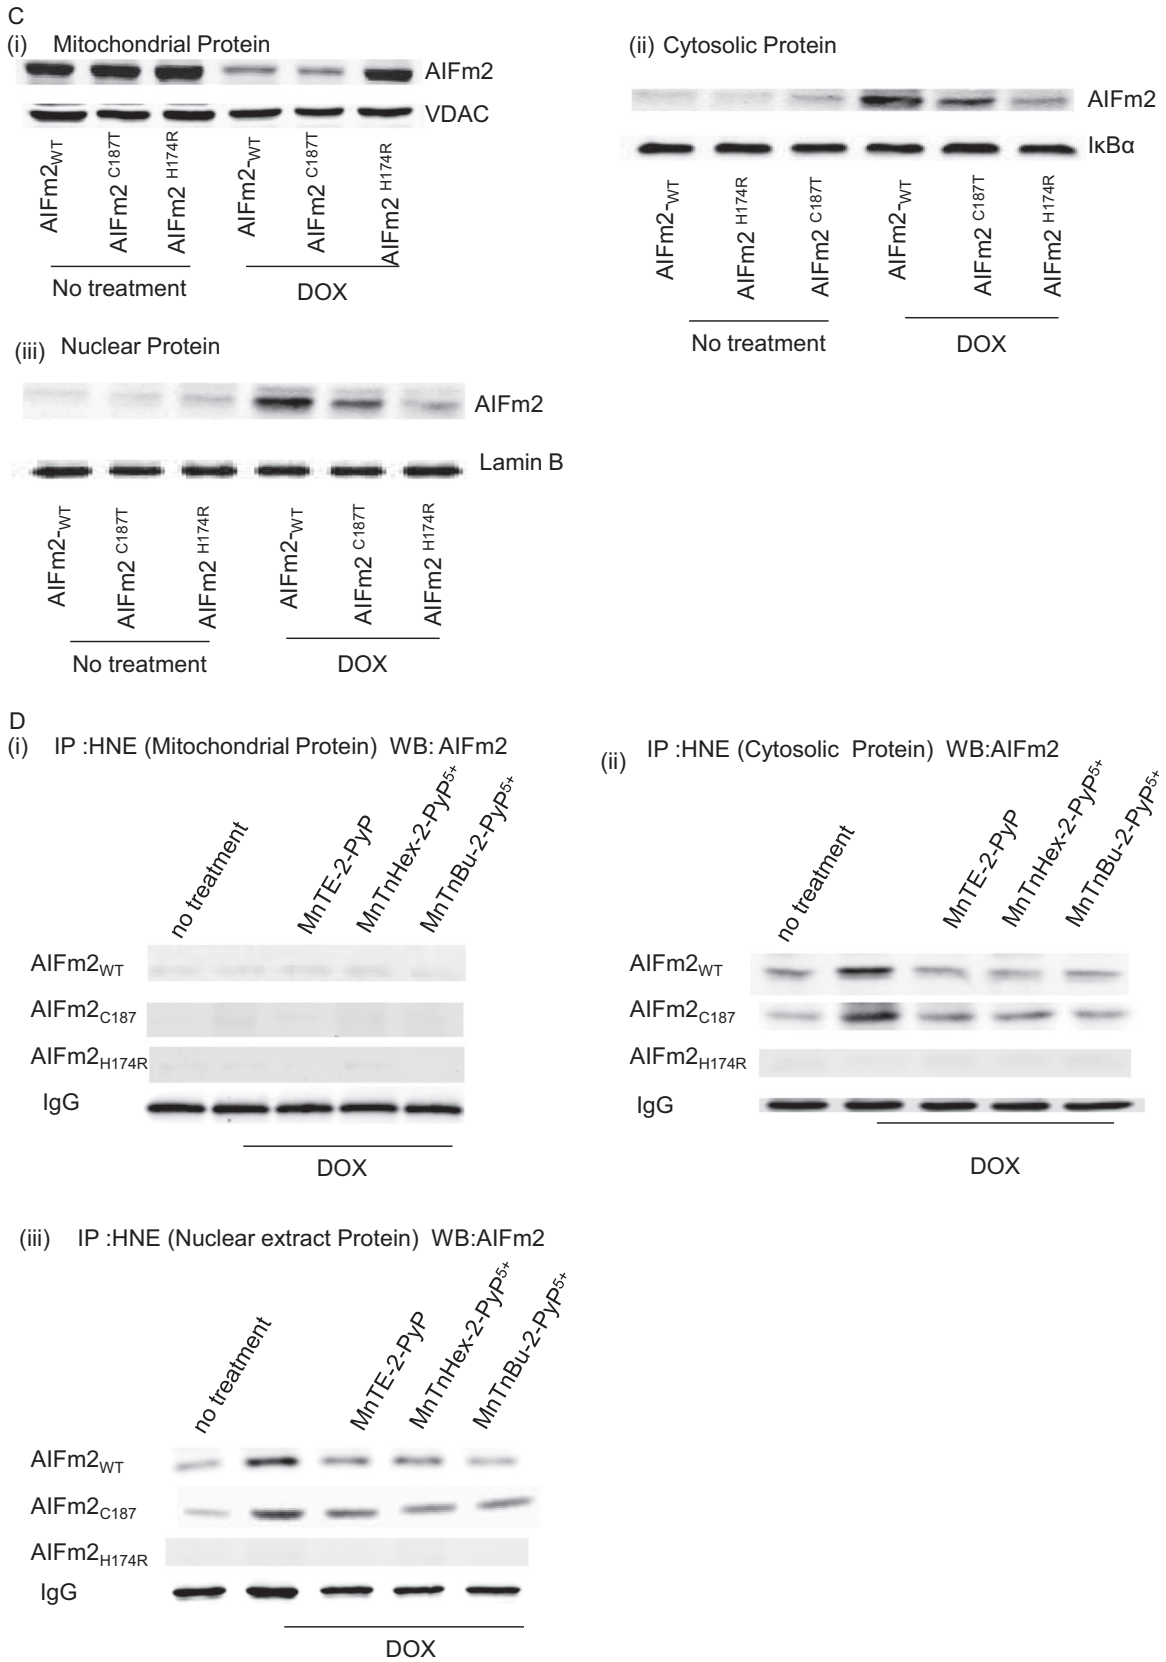 C
(i) Mitochondrial Protein
AIFm2
VDAC
AIFm2WT
AIFm2 C187T
AIFm2 H174R
AIFm2-WT
AIFm2 C187T
AIFm2 H174R
No treatment
DOX
(ii) Cytosolic Protein
AIFm2
IκBα
AIFm2-WT
AIFm2 H174R
AIFm2 C187T
AIFm2-WT
AIFm2 C187T
AIFm2 H174R
No treatment
DOX
(iii) Nuclear Protein
AIFm2
Lamin B
AIFm2-WT
AIFm2 C187T
AIFm2 H174R
AIFm2-WT
AIFm2 C187T
AIFm2 H174R
No treatment
DOX
D
(i) IP :HNE (Mitochondrial Protein) WB: AIFm2
no treatment
MnTE-2-PyP
MnTnHex-2-PyP5+
MnTnBu-2-PyP5+
AIFm2WT
AIFm2C187
AIFm2H174R
IgG
DOX
(ii) IP :HNE (Cytosolic Protein) WB:AIFm2
no treatment
MnTE-2-PyP
MnTnHex-2-PyP5+
MnTnBu-2-PyP5+
AIFm2WT
AIFm2C187
AIFm2H174R
IgG
DOX
(iii) IP :HNE (Nuclear extract Protein) WB:AIFm2
no treatment
MnTE-2-PyP
MnTnHex-2-PyP5+
MnTnBu-2-PyP5+
AIFm2WT
AIFm2C187
AIFm2H174R
IgG
DOX